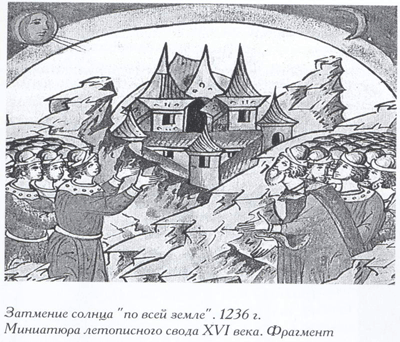 Затмение солнца "по всей земле". 1236 г.
Миниатюра летописного свода XVI века. Фрагмент